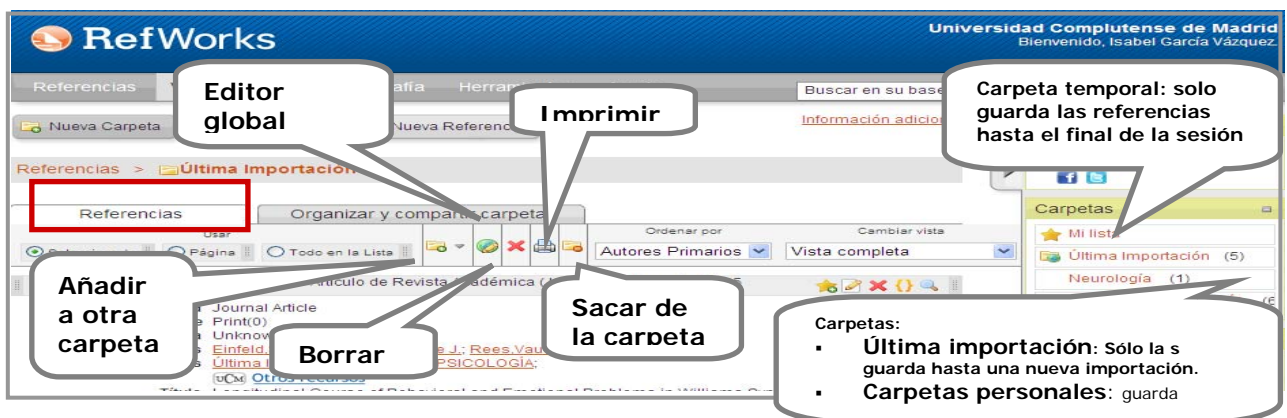 RefWorks
Universidad Complutense de Madrid
Bienvenido, Isabel García Vázquez.
Referencias
Buscar en su base
Editor
global
Imprimir
Carpeta temporal: solo
guarda las referencias
hasta el final de la sesión
Nueva Carpeta
Nueva Referenc
Información adicio
Referencias > Última Importación
Referencias
Organizar y compartir carpeta
Carpetas
Usar
Página
Todo en la Lista
Ordenar por
Autores Primarios
Cambiar vista
Vista completa
Mi lista
Última Importación (5)
Neurología (1)
Añadir
a otra
carpeta
Borrar
Sacar de
la carpeta
Journal Article
Print(0)
Unknow
Einfeld,
J.; Rees,
PSICOLOGÍA;
UCM Otros recursos
Carpetas:
▪ Última importación: Sólo la s
guarda hasta una nueva importación.
▪ Carpetas personales: guarda